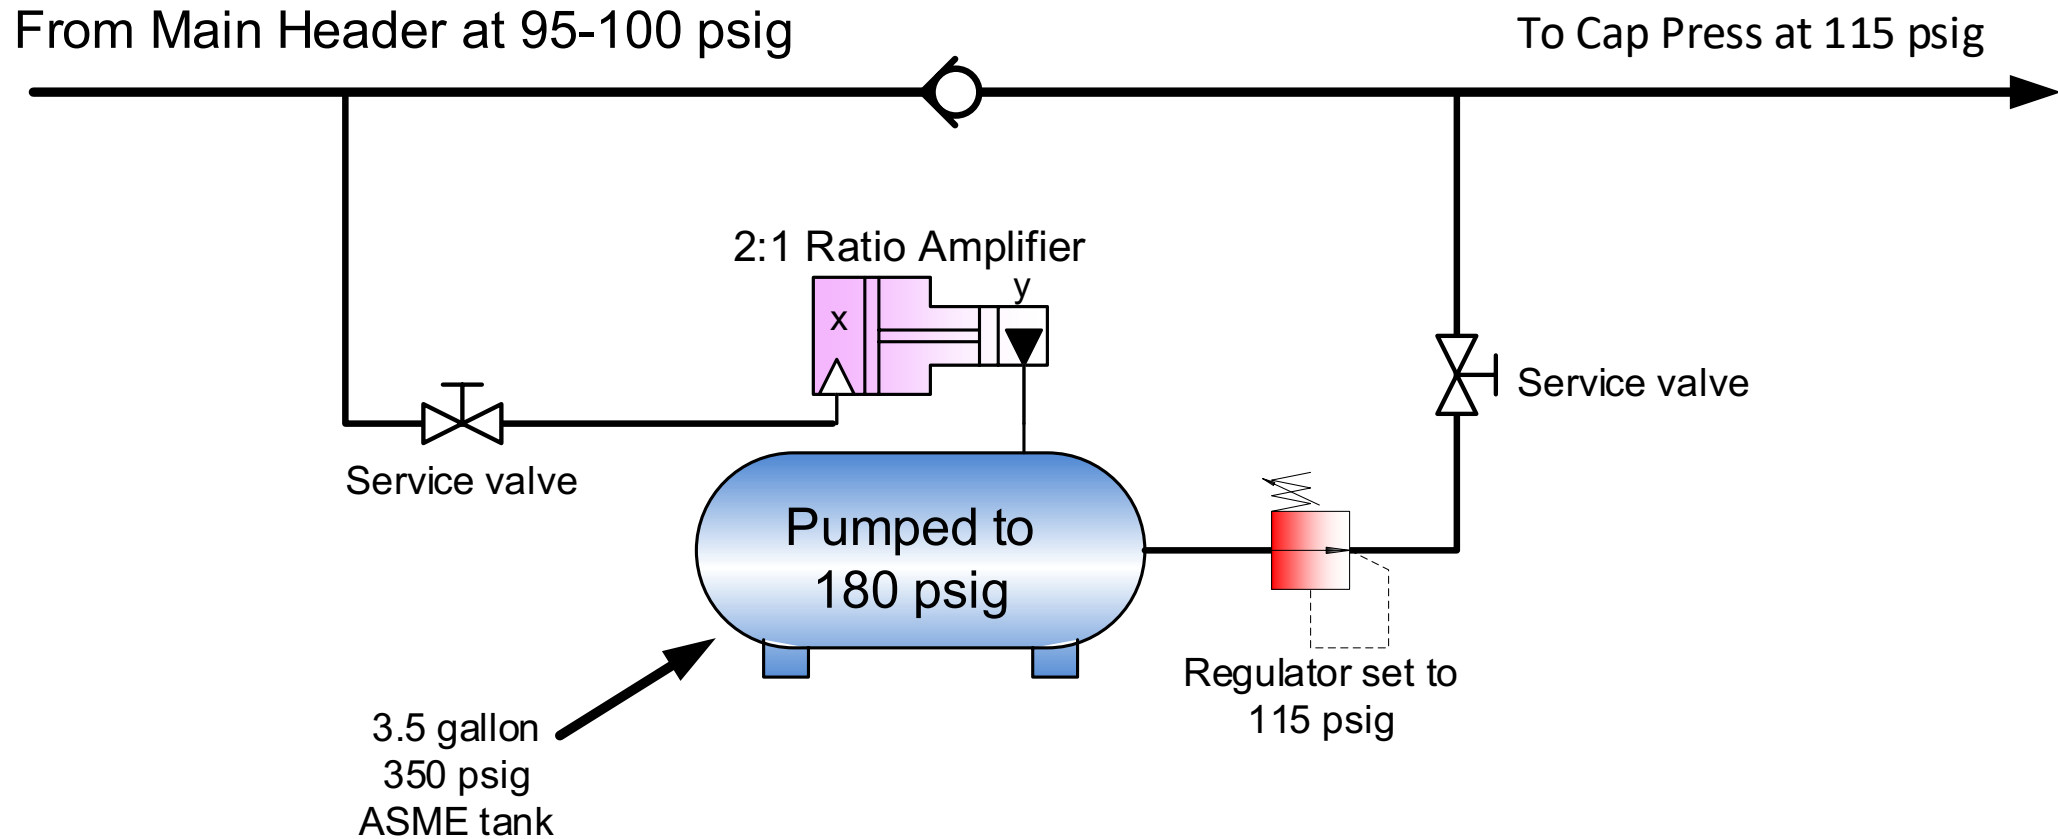 From Main Header at 95-100 psig
To Cap Press at 115 psig
2:1 Ratio Amplifier
x
y
Service valve
Service valve
Pumped to
180 psig
Regulator set to
115 psig
3.5 gallon
350 psig
ASME tank